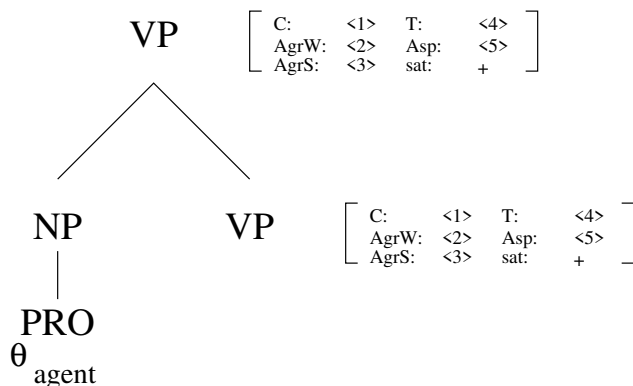 VP
C: <1> T: <4>
AgrW: <2> Asp: <5>
AgrS: <3> sat: +
NP VP
C: <1> T: <4>
AgrW: <2> Asp: <5>
AgrS: <3> sat: +
PRO
θ agent